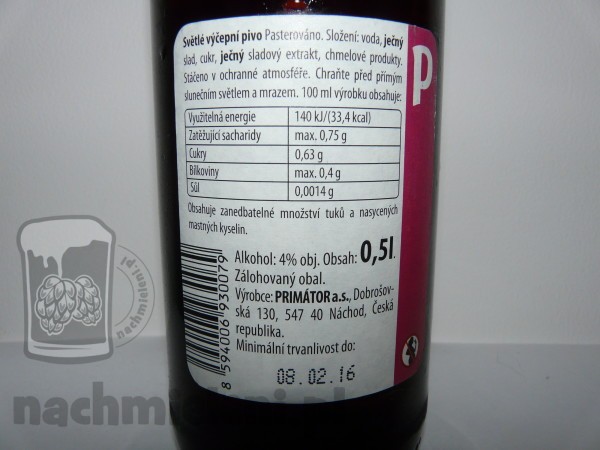 Světlé výčepní pivo Pasterováno. Složení: voda, ječný
slad, cukr, ječný sladový extrakt, chmelové produkty.
Stáčeno v ochranné atmosféře. Chraňte před přímým
slunečním světlem a mrazem. 100 ml výrobku obsahuje:
Využitelná energie 140 kJ/(33,4 kcal)
Zatěžující sacharidy max. 0,75 g
Cukry 0,63 g
Bílkoviny max. 0,4 g
Sůl 0,0014 g
Obsahuje zanedbatelné množství tuků a nasycených
mastných kyselin.
Alkohol: 4% obj. Obsah: 0,5l.
Zálohovaný obal.
Výrobce: PRIMÁTOR a.s., Dobrošov-
ská 130, 547 40 Náchod, Česká
republika.
Minimální trvanlivost do:
08.02.16
8 594006 930079
P
nachmieleni.pl
nachmieleni.pl